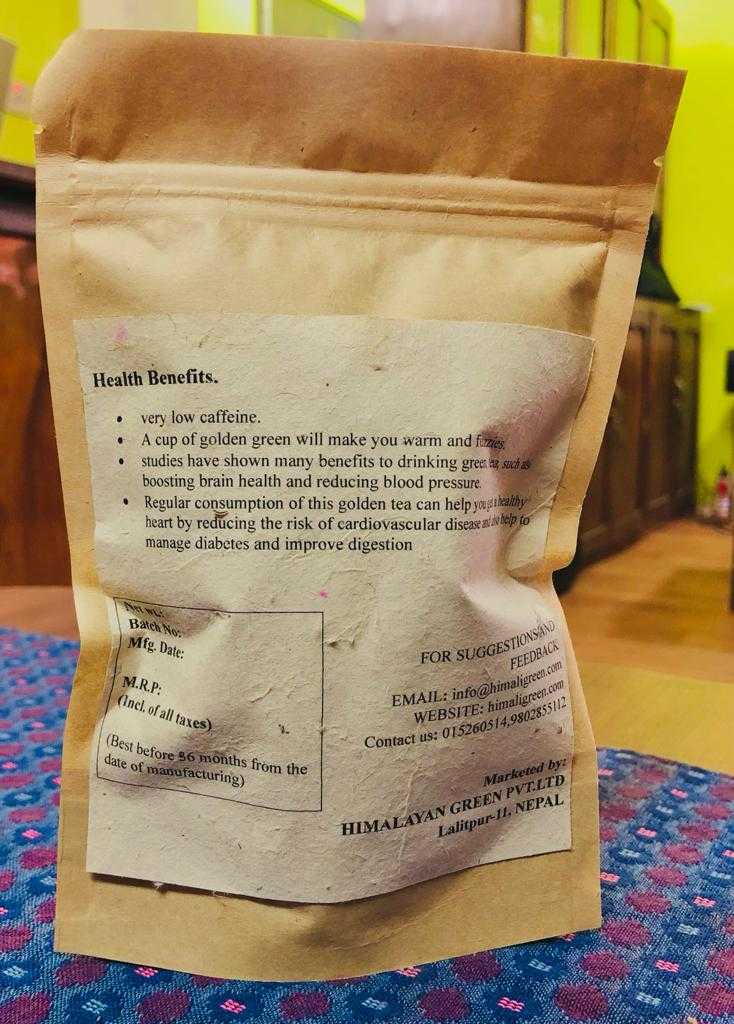 Health Benefits.
• very low caffeine.
• A cup of golden green will make you warm and fuzzies.
• studies have shown many benefits to drinking green tea, such as
boosting brain health and reducing blood pressure.
• Regular consumption of this golden tea can help you get a healthy
heart by reducing the risk of cardiovascular disease and also help to
manage diabetes and improve digestion
Net wt.:
Batch No:
Mfg. Date:
M.R.P:
(Incl. of all taxes)
(Best before 36 months from the
date of manufacturing)
FOR SUGGESTIONS AND
FEEDBACK
EMAIL: info@himaligreen.com
WEBSITE: himaligreen.com
Contact us: 015260514,9802855112
Marketed by:
HIMALAYAN GREEN PVT.LTD
Lalitpur-11, NEPAL